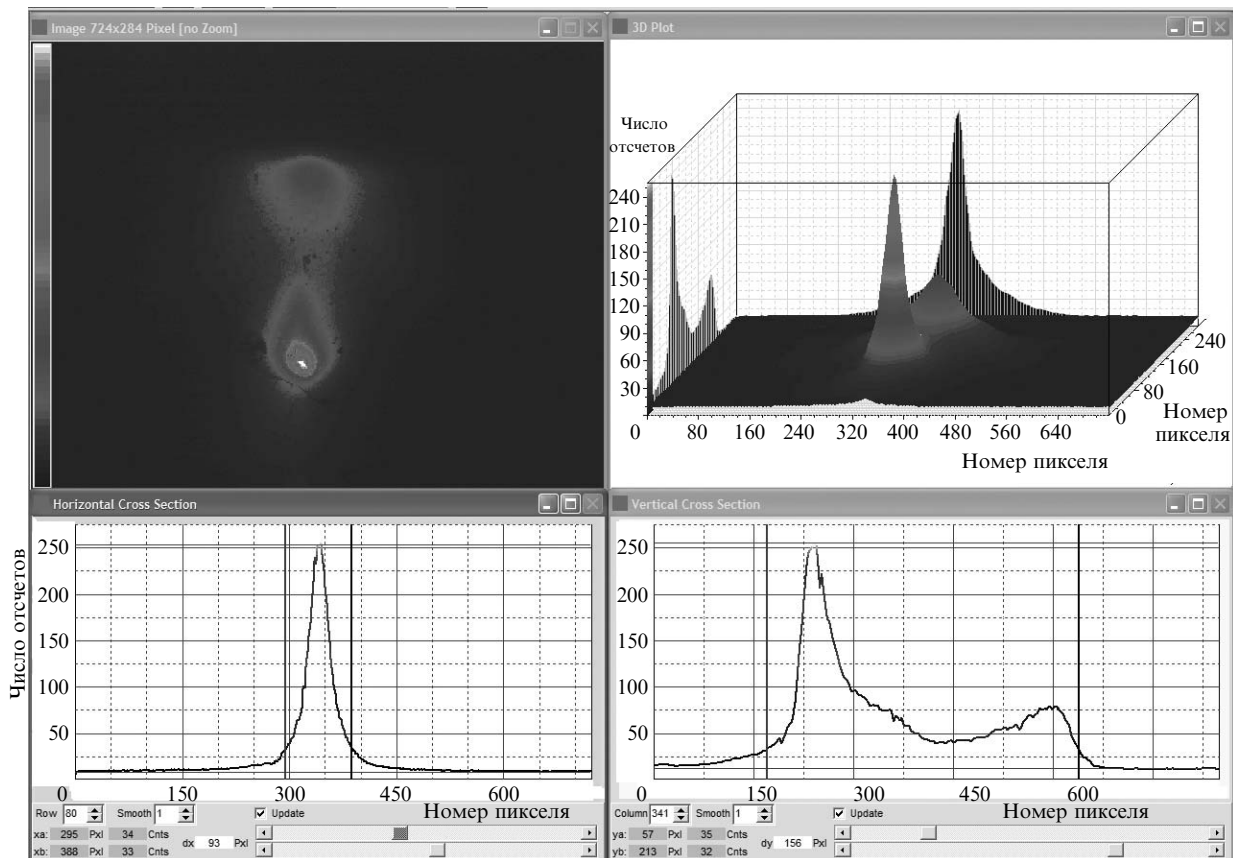 Image 724x284 Pixel [no Zoom]
3D Plot
Число
отсчетов
240
210
180
150
120
90
60
30
0
80
160
240
320
400
480
560
640
0
80
160
240
Номер
пикселя
Номер пикселя
Horizontal Cross Section
Число отсчетов
250
200
150
100
50
0
150
300
450
600
Номер пикселя
Row 80 Smooth 1 Update
xa: 295 Pxl 34 Cnts
dx 93 Pxl
xb: 388 Pxl 33 Cnts
Vertical Cross Section
250
200
150
100
50
0
150
300
450
600
Номер пикселя
Column 341 Smooth 1 Update
ya: 57 Pxl 35 Cnts
dy 156 Pxl
yb: 213 Pxl 32 Cnts